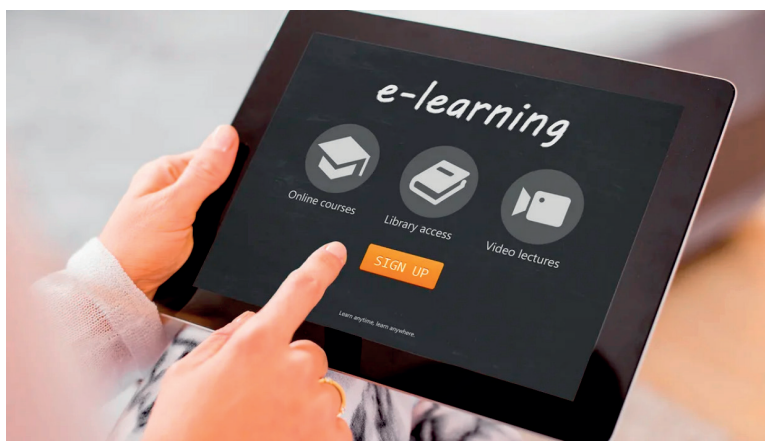 e-learning
Online courses
Library access
Video lectures
SIGN UP
Learn anytime, learn anywhere.